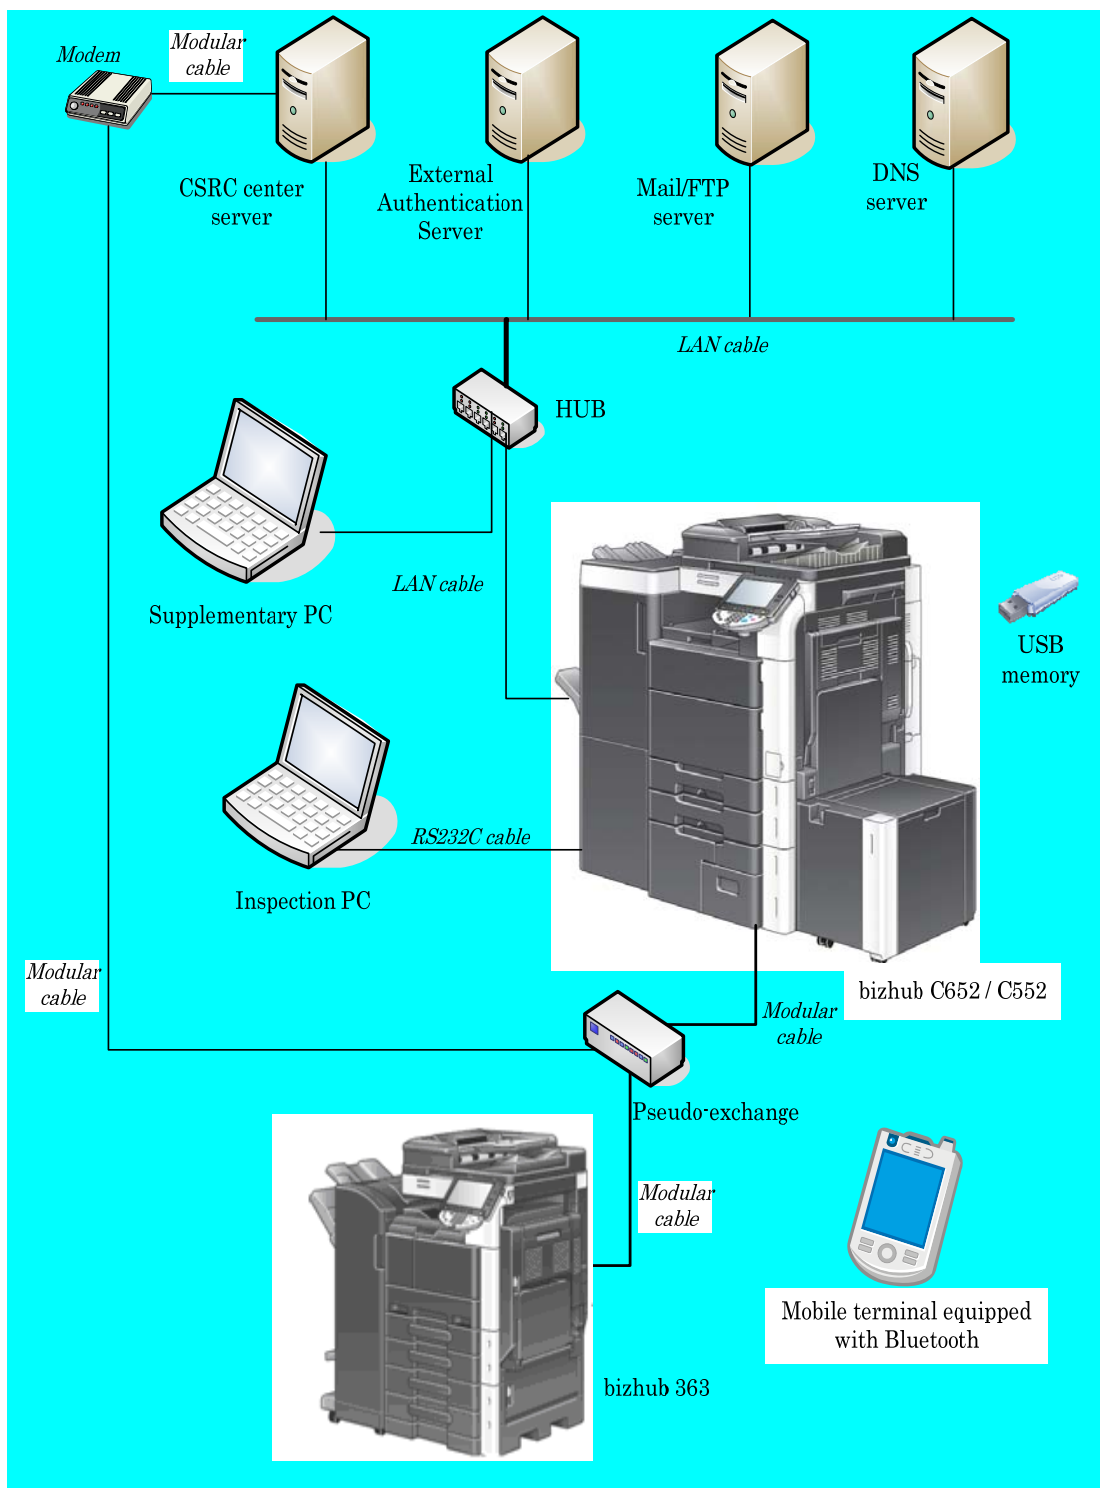 Modem
Modular
cable
CSRC center
server
External
Authentication
Server
Mail/FTP
server
DNS
server
LAN cable
HUB
LAN cable
Supplementary PC
USB
memory
RS232C cable
Inspection PC
Modular
cable
bizhub C652 / C552
Modular
cable
Pseudo-exchange
Modular
cable
Mobile terminal equipped
with Bluetooth
bizhub 363